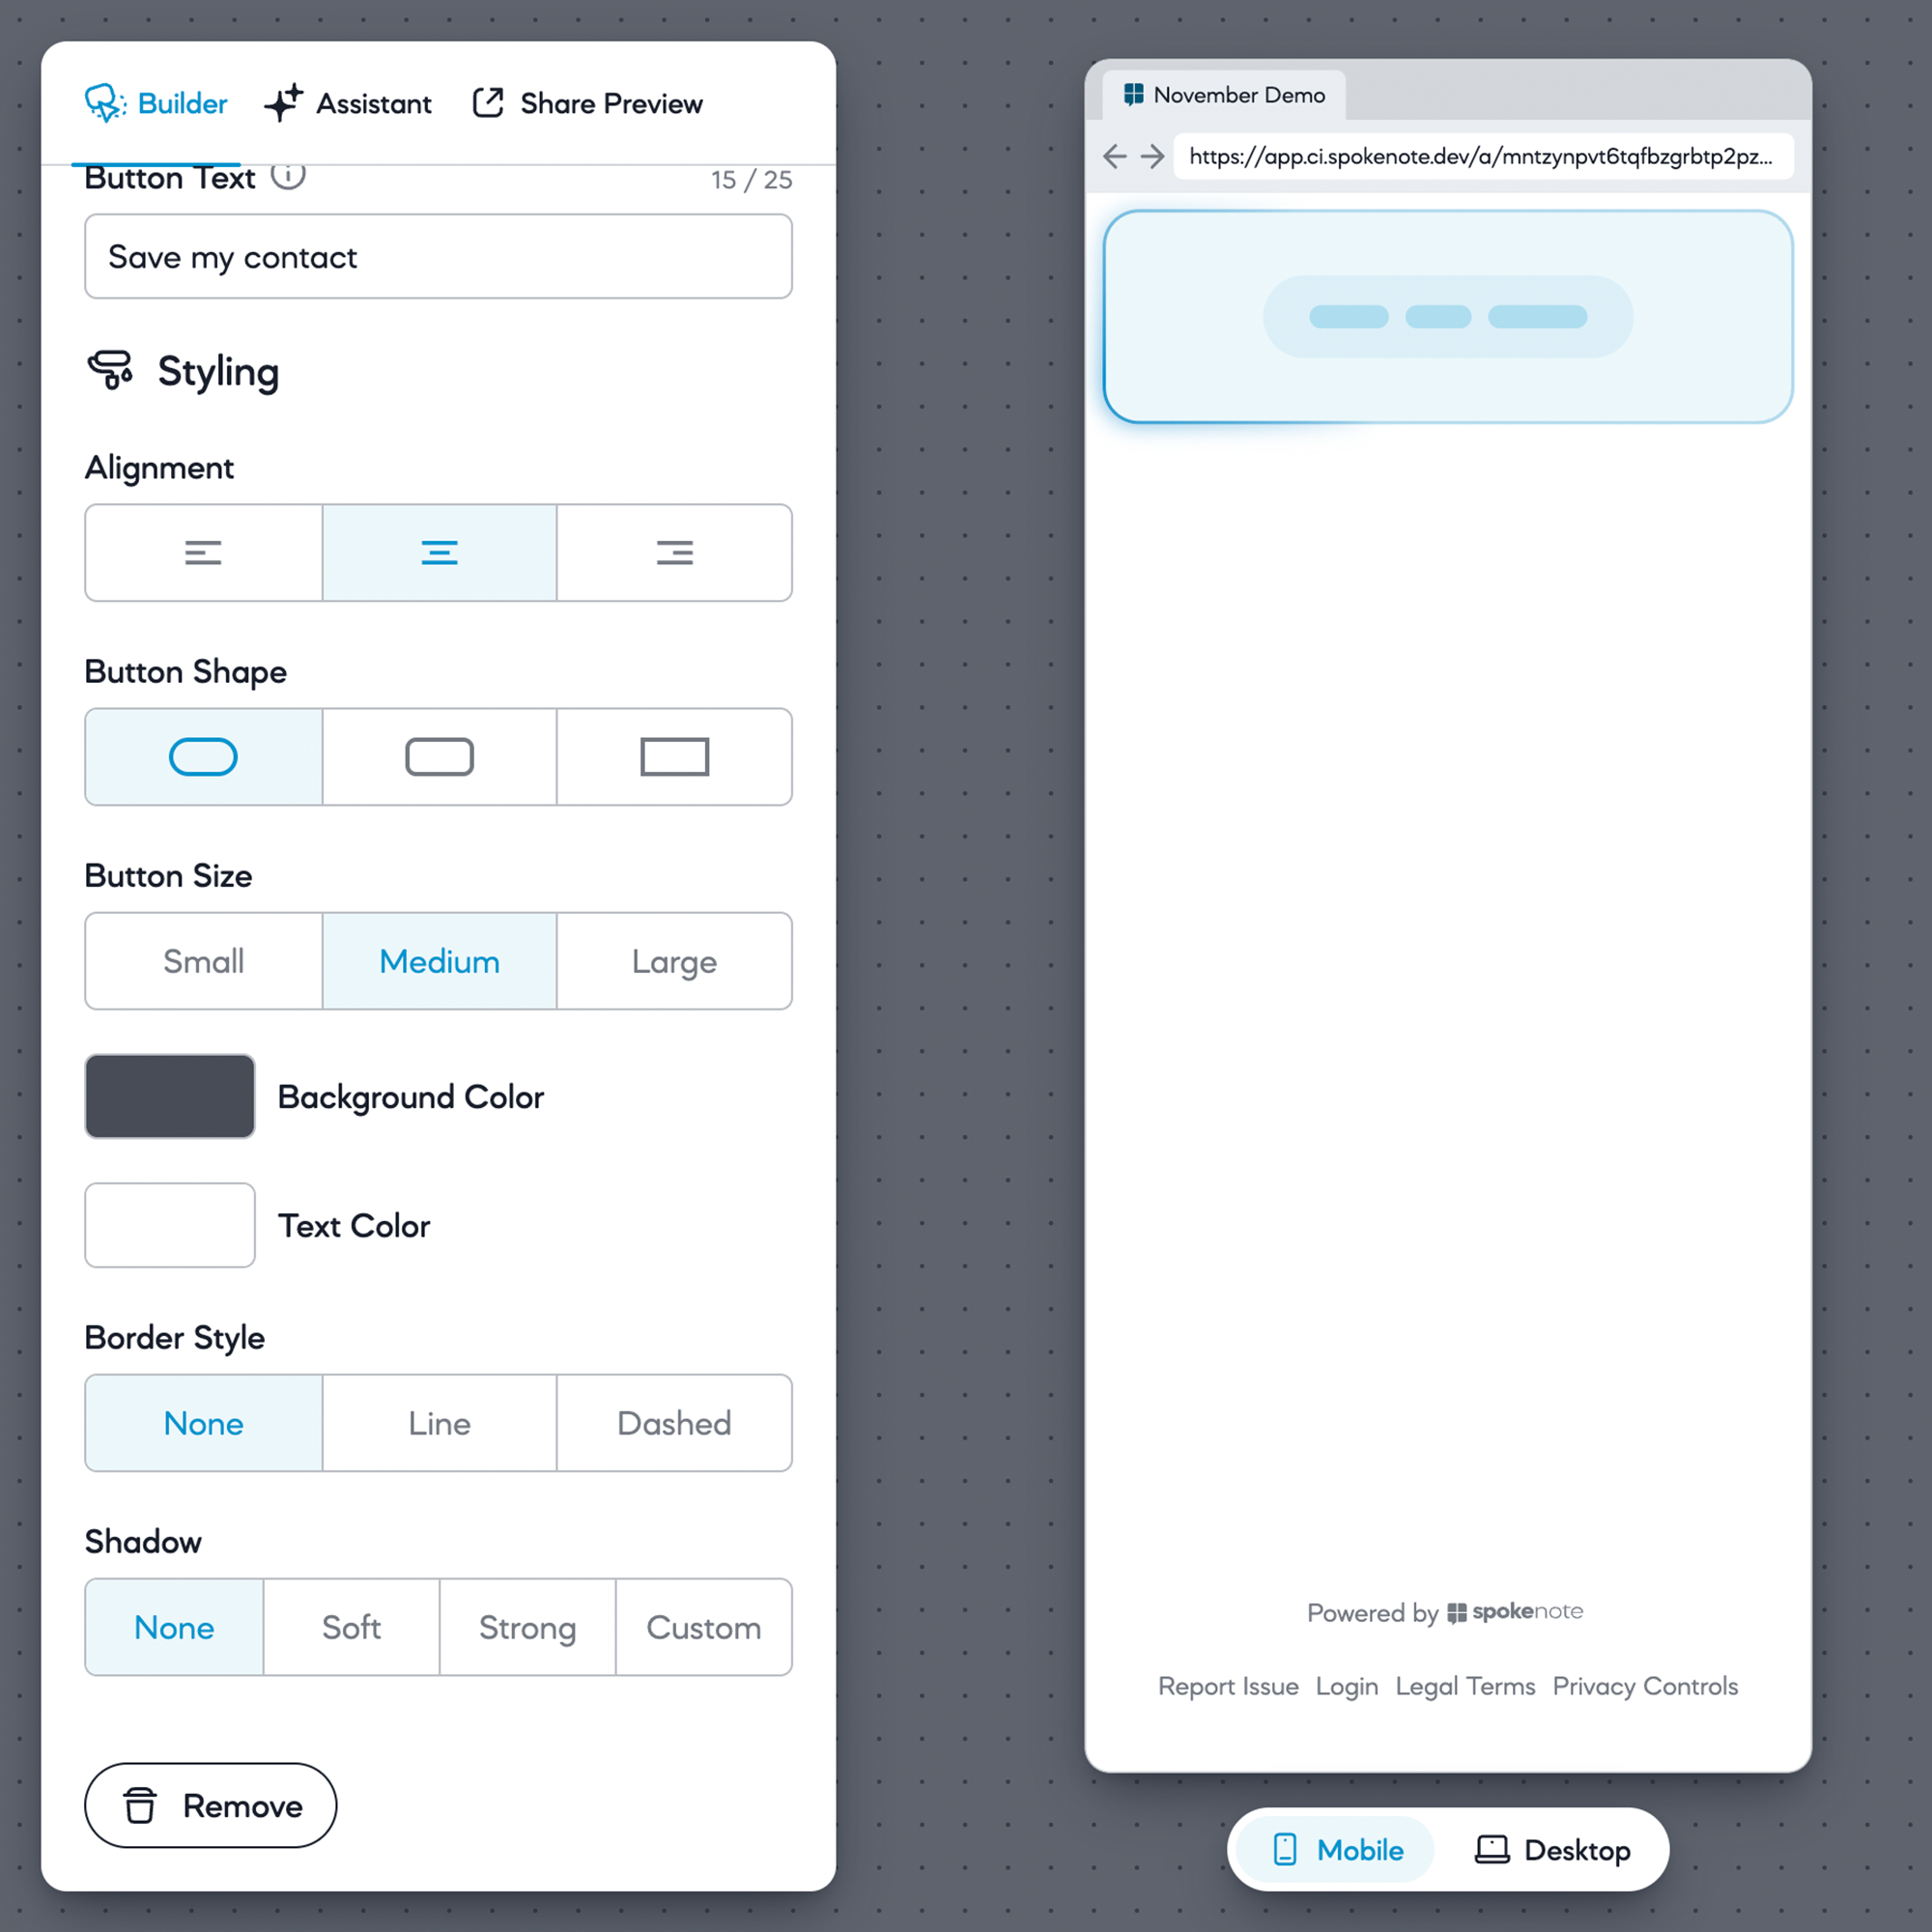 Builder
Assistant
Share Preview
Button Text
15 / 25
Save my contact
Styling
Alignment
Button Shape
Button Size
Small
Medium
Large
Background Color
Text Color
Border Style
None
Line
Dashed
Shadow
None
Soft
Strong
Custom
Remove
November Demo
https://app.ci.spokenote.dev/a/mntzynpvt6tqfbzgrbtp2pz...
Powered by spokenote
Report Issue Login Legal Terms Privacy Controls
Mobile
Desktop